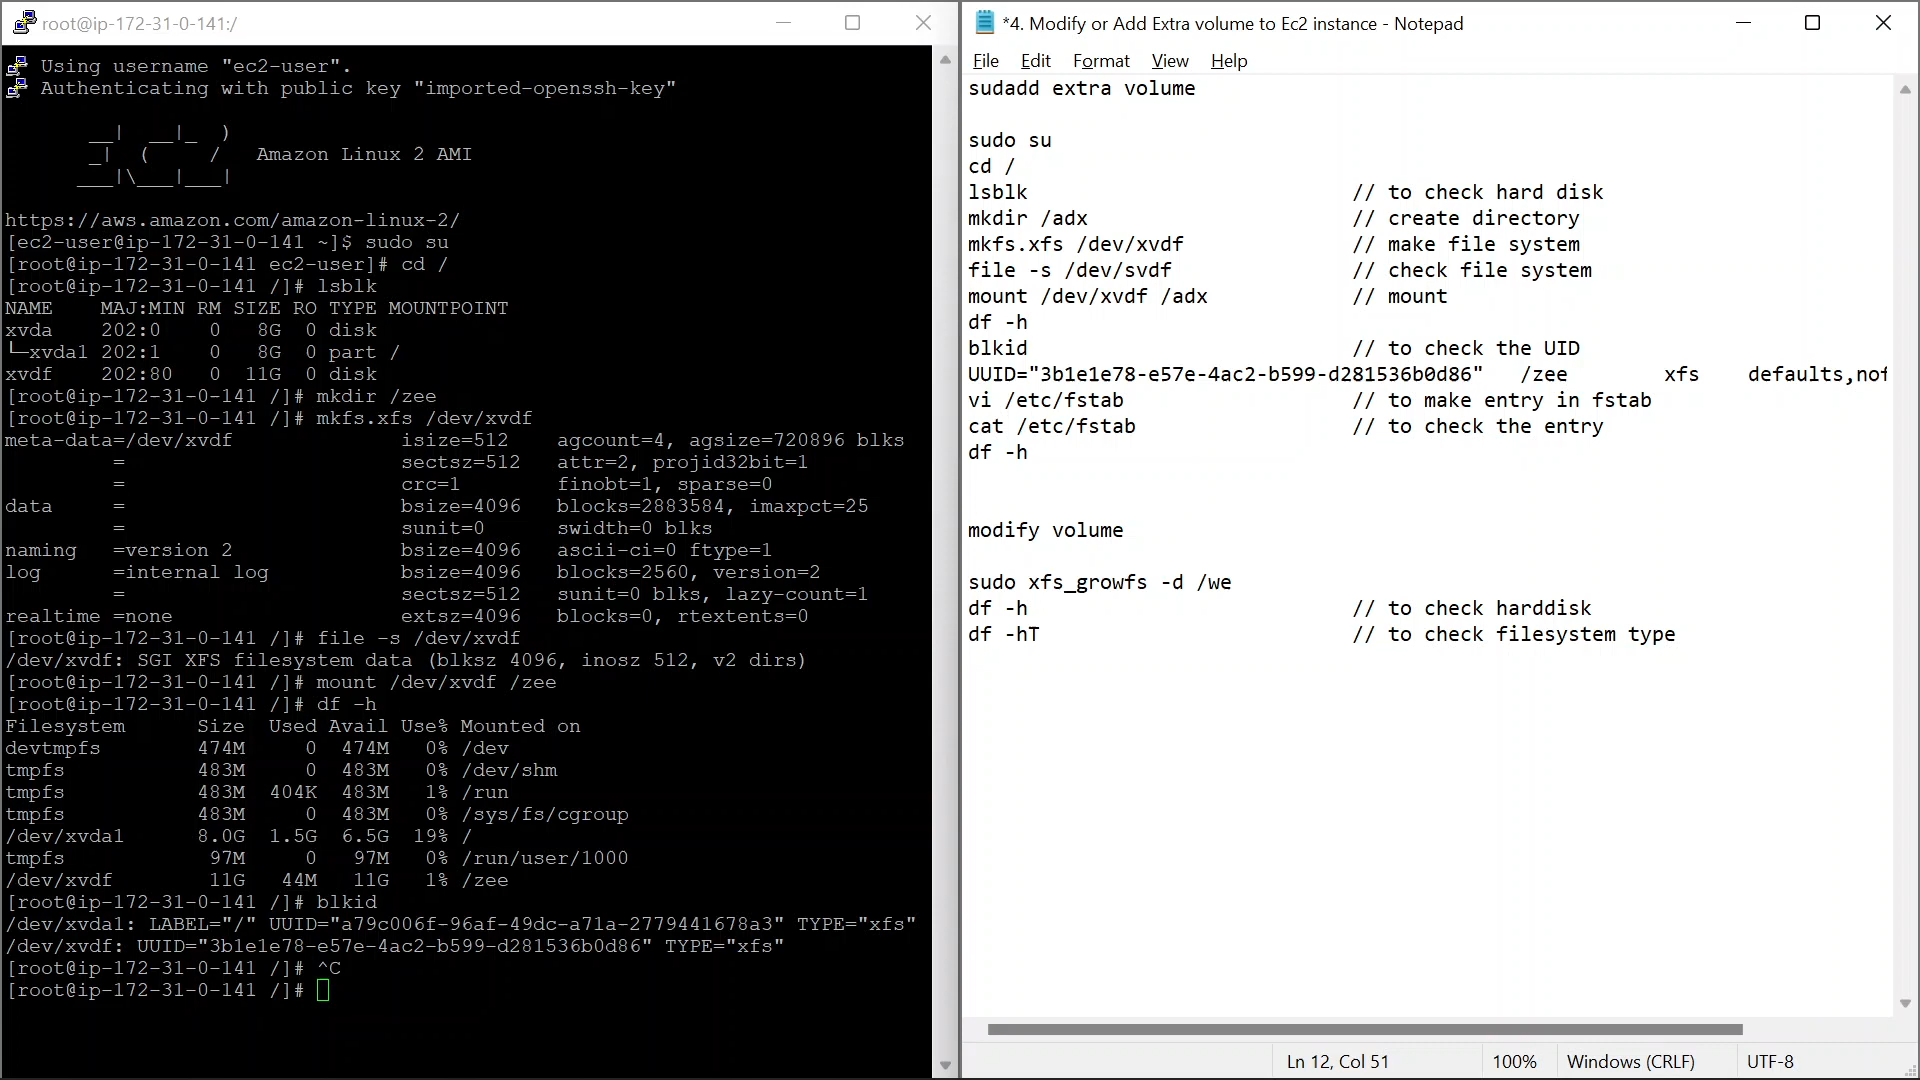 root@ip-172-31-0-141:/
Using username "ec2-user".
Authenticating with public key "imported-openssh-key"
__|  __|_  )
_|  (     /   Amazon Linux 2 AMI
___|\___|___|
https://aws.amazon.com/amazon-linux-2/
[ec2-user@ip-172-31-0-141 ~]$ sudo su
[root@ip-172-31-0-141 ec2-user]# cd /
[root@ip-172-31-0-141 /]# lsblk
NAME    MAJ:MIN RM SIZE RO TYPE MOUNTPOINT
xvda    202:0    0   8G  0 disk
└─xvda1 202:1    0   8G  0 part /
xvdf    202:80   0  11G  0 disk
[root@ip-172-31-0-141 /]# mkdir /zee
[root@ip-172-31-0-141 /]# mkfs.xfs /dev/xvdf
meta-data=/dev/xvdf              isize=512    agcount=4, agsize=720896 blks
         =                       sectsz=512   attr=2, projid32bit=1
         =                       crc=1        finobt=1, sparse=0
data     =                       bsize=4096   blocks=2883584, imaxpct=25
         =                       sunit=0      swidth=0 blks
naming   =version 2              bsize=4096   ascii-ci=0 ftype=1
log      =internal log           bsize=4096   blocks=2560, version=2
         =                       sectsz=512   sunit=0 blks, lazy-count=1
realtime =none                   extsz=4096   blocks=0, rtextents=0
[root@ip-172-31-0-141 /]# file -s /dev/xvdf
/dev/xvdf: SGI XFS filesystem data (blksz 4096, inosz 512, v2 dirs)
[root@ip-172-31-0-141 /]# mount /dev/xvdf /zee
[root@ip-172-31-0-141 /]# df -h
Filesystem      Size  Used Avail Use% Mounted on
devtmpfs        474M     0  474M   0% /dev
tmpfs           483M     0  483M   0% /dev/shm
tmpfs           483M  404K  483M   1% /run
tmpfs           483M     0  483M   0% /sys/fs/cgroup
/dev/xvda1      8.0G  1.5G  6.5G  19% /
tmpfs            97M     0   97M   0% /run/user/1000
/dev/xvdf        11G   44M   11G   1% /zee
[root@ip-172-31-0-141 /]# blkid
/dev/xvda1: LABEL="/" UUID="a79c006f-96af-49dc-a71a-2779441678a3" TYPE="xfs"
/dev/xvdf: UUID="3b1e1e78-e57e-4ac2-b599-d281536b0d86" TYPE="xfs"
[root@ip-172-31-0-141 /]# ^C
[root@ip-172-31-0-141 /]#
*4. Modify or Add Extra volume to Ec2 instance - Notepad
File Edit Format View Help
sudadd extra volume
sudo su
cd /
lsblk                           // to check hard disk
mkdir /adx                      // create directory
mkfs.xfs /dev/xvdf              // make file system
file -s /dev/svdf               // check file system
mount /dev/xvdf /adx            // mount
df -h
blkid                           // to check the UID
UUID="3b1e1e78-e57e-4ac2-b599-d281536b0d86"   /zee        xfs    defaults,nof
vi /etc/fstab                   // to make entry in fstab
cat /etc/fstab                  // to check the entry
df -h
modify volume
sudo xfs_growfs -d /we
df -h                           // to check harddisk
df -hT                          // to check filesystem type
Ln 12, Col 51    100%    Windows (CRLF)    UTF-8